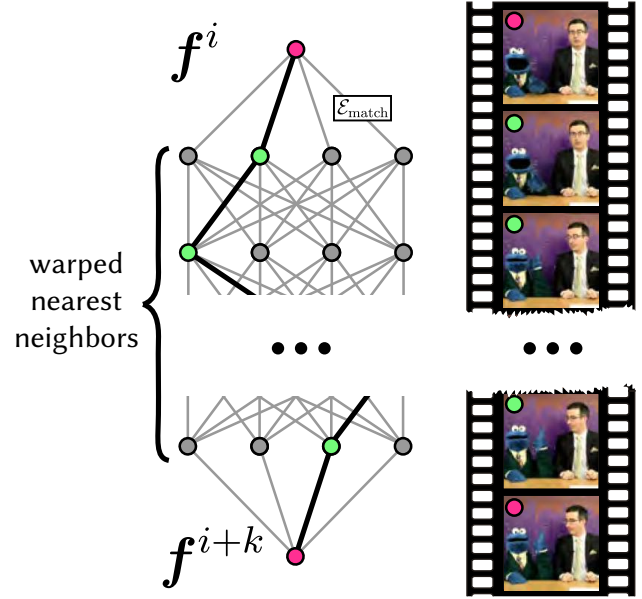 f^i
ℰ_match
warped
nearest
neighbors
f^{i+k}